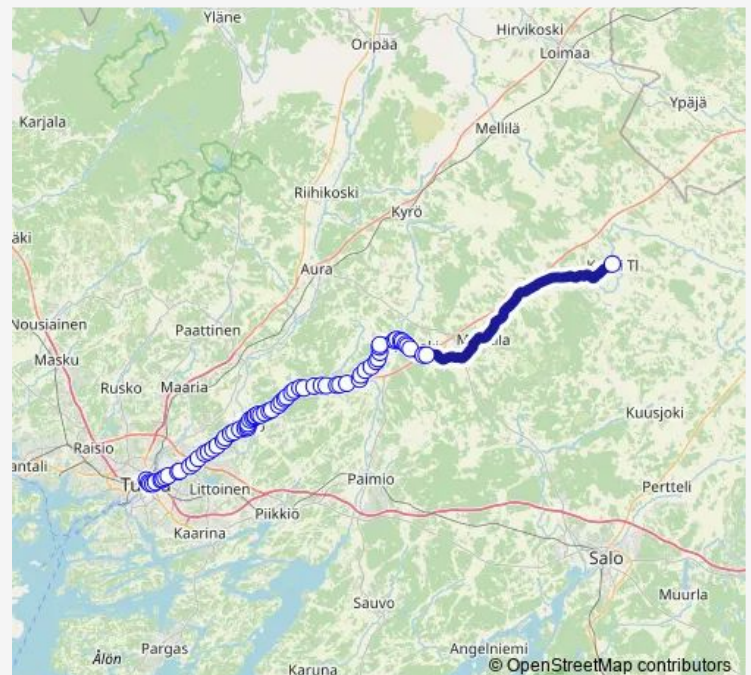 Yläne
Hirvikoski
Oripää
Loimaa
Ypäjä
Karjala
Mellilä
Riihikoski
Kyrö
äki
Aura
TI
Nousiainen
Paattinen
Masku
Rusko
Maaria
Kuusjoki
Raisio
antali
Littoinen
Paimio
Pertteli
Piikkiö
Kaarina
Salo
Sauvo
Muurla
Ålön
Pargas
Angelniemi
Karuna
© OpenStreetMap contributors